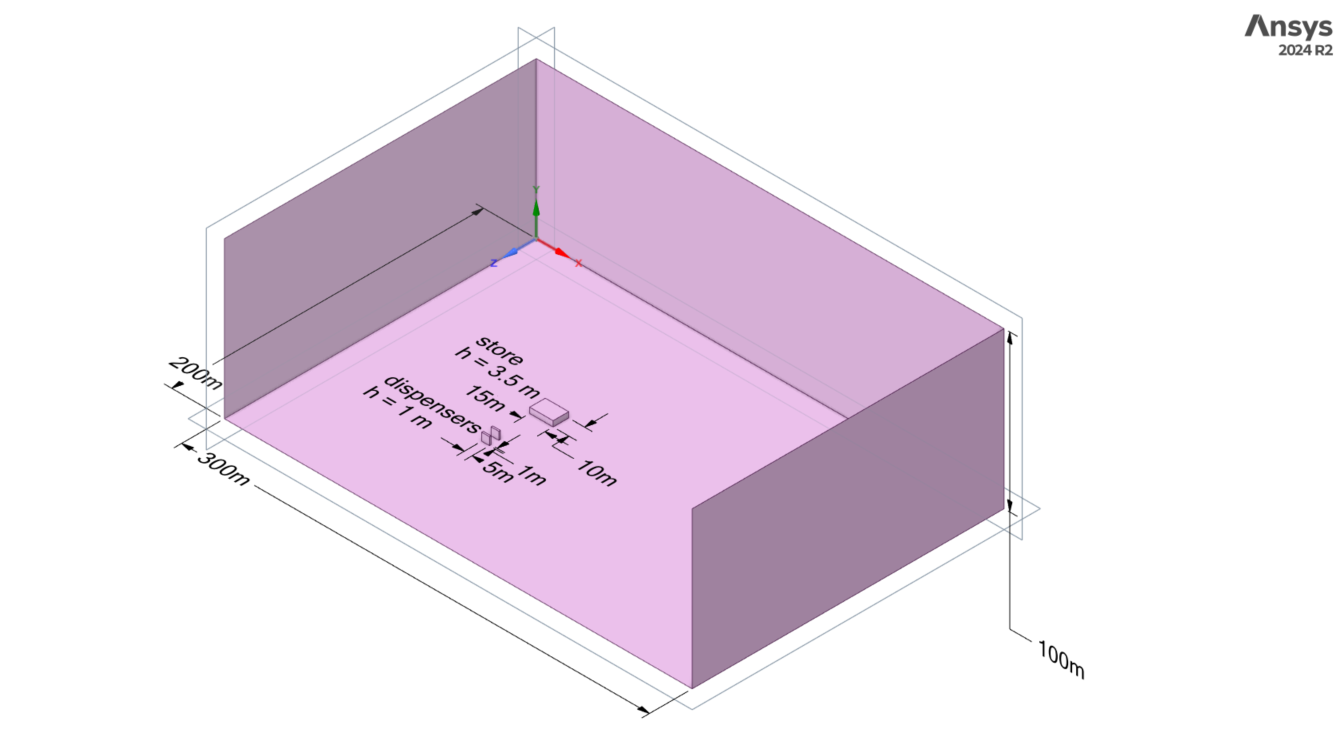 Ansys
2024 R2
Y
Z
X
200m
300m
store
h = 3.5 m
15m
dispensers
h = 1 m
5m
1m
10m
100m